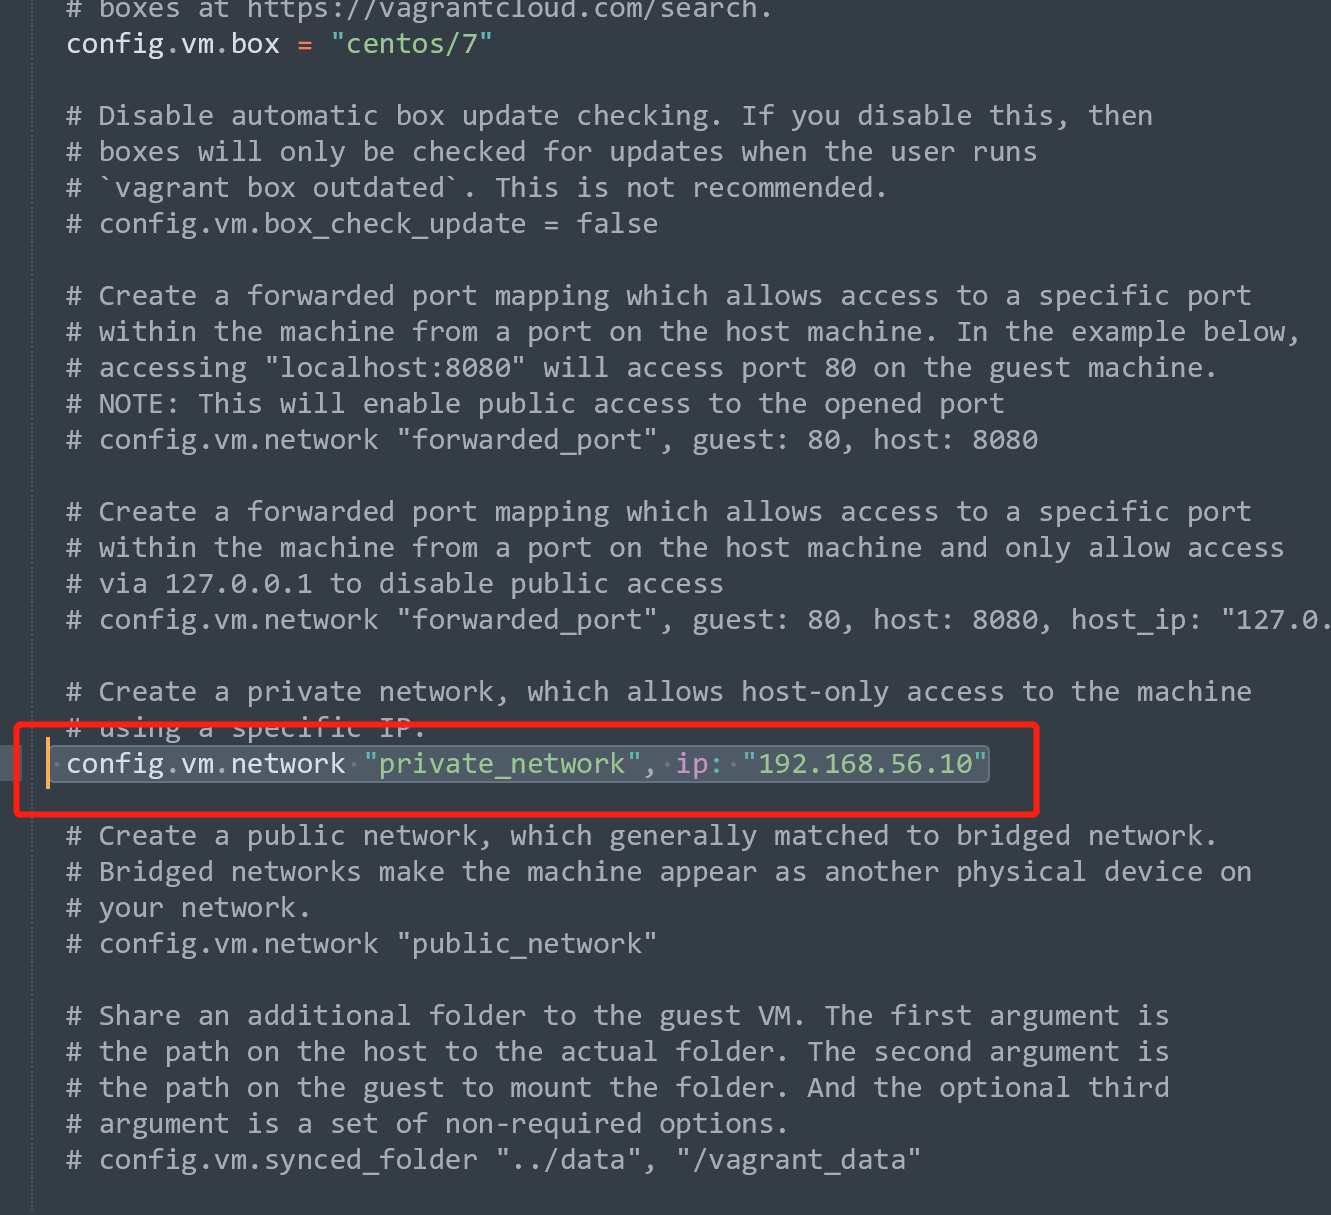 # boxes at https://vagrantcloud.com/search.
config.vm.box = "centos/7"
# Disable automatic box update checking. If you disable this, then
# boxes will only be checked for updates when the user runs
# `vagrant box outdated`. This is not recommended.
# config.vm.box_check_update = false
# Create a forwarded port mapping which allows access to a specific port
# within the machine from a port on the host machine. In the example below,
# accessing "localhost:8080" will access port 80 on the guest machine.
# NOTE: This will enable public access to the opened port
# config.vm.network "forwarded_port", guest: 80, host: 8080
# Create a forwarded port mapping which allows access to a specific port
# within the machine from a port on the host machine and only allow access
# via 127.0.0.1 to disable public access
# config.vm.network "forwarded_port", guest: 80, host: 8080, host_ip: "127.0.
# Create a private network, which allows host-only access to the machine
# using a specific IP.
config.vm.network "private_network", ip: "192.168.56.10"
# Create a public network, which generally matched to bridged network.
# Bridged networks make the machine appear as another physical device on
# your network.
# config.vm.network "public_network"
# Share an additional folder to the guest VM. The first argument is
# the path on the host to the actual folder. The second argument is
# the path on the guest to mount the folder. And the optional third
# argument is a set of non-required options.
# config.vm.synced_folder "../data", "/vagrant_data"